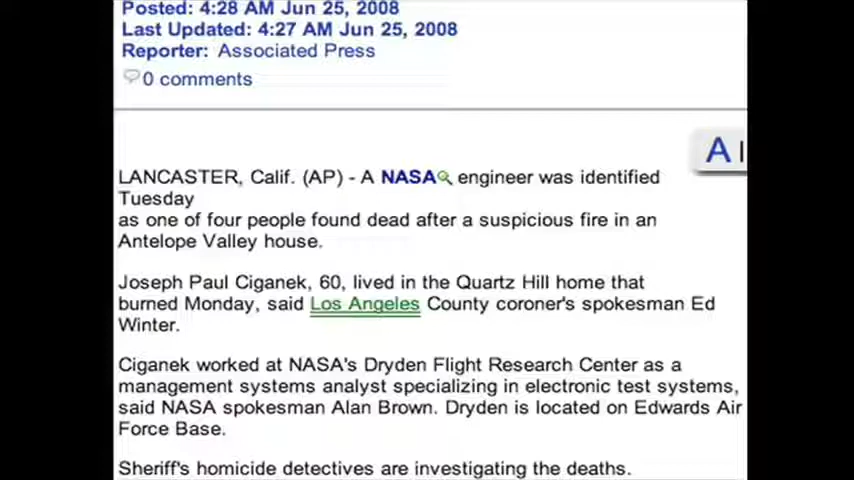 Posted: 4:28 AM Jun 25, 2008
Last Updated: 4:27 AM Jun 25, 2008
Reporter: Associated Press
0 comments
A
LANCASTER, Calif. (AP) - A NASA engineer was identified
Tuesday
as one of four people found dead after a suspicious fire in an
Antelope Valley house.
Joseph Paul Ciganek, 60, lived in the Quartz Hill home that
burned Monday, said Los Angeles County coroner's spokesman Ed
Winter.
Ciganek worked at NASA's Dryden Flight Research Center as a
management systems analyst specializing in electronic test systems,
said NASA spokesman Alan Brown. Dryden is located on Edwards Air
Force Base.
Sheriff's homicide detectives are investigating the deaths.